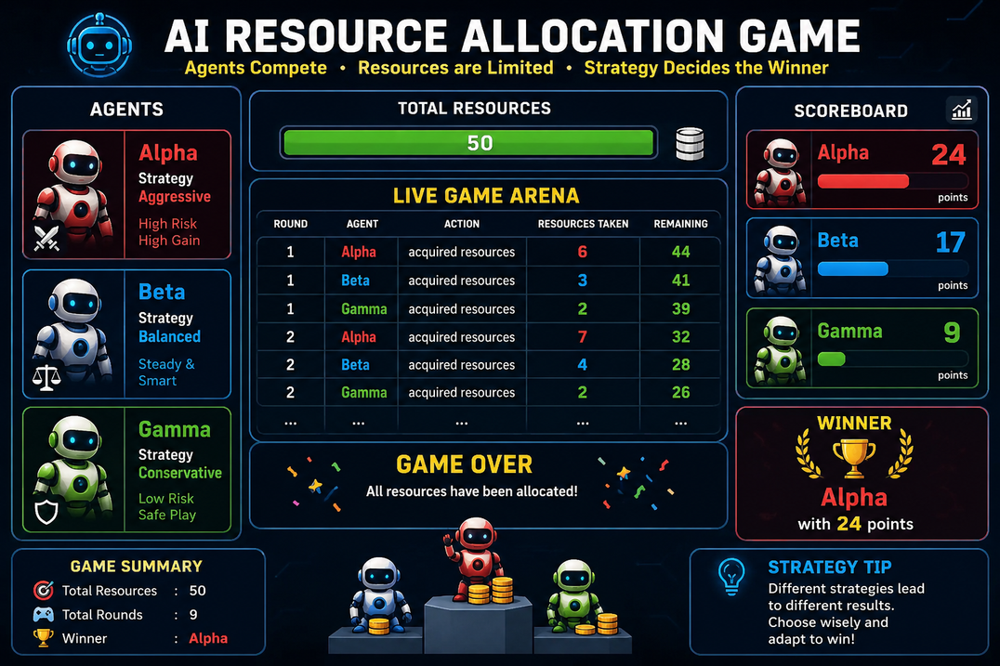 AI RESOURCE ALLOCATION GAME
Agents Compete • Resources are Limited • Strategy Decides the Winner
AGENTS
Alpha
Strategy
Aggressive
High Risk
High Gain
Beta
Strategy
Balanced
Steady &
Smart
Gamma
Strategy
Conservative
Low Risk
Safe Play
TOTAL RESOURCES
50
LIVE GAME ARENA
ROUND AGENT ACTION RESOURCES TAKEN REMAINING
1 Alpha acquired resources 6 44
1 Beta acquired resources 3 41
1 Gamma acquired resources 2 39
2 Alpha acquired resources 7 32
2 Beta acquired resources 4 28
2 Gamma acquired resources 2 26
... ... ... ... ...
GAME OVER
All resources have been allocated!
SCOREBOARD
Alpha 24
points
Beta 17
points
Gamma 9
points
WINNER
Alpha
with 24 points
GAME SUMMARY
Total Resources : 50
Total Rounds : 9
Winner : Alpha
STRATEGY TIP
Different strategies lead
to different results.
Choose wisely and
adapt to win!